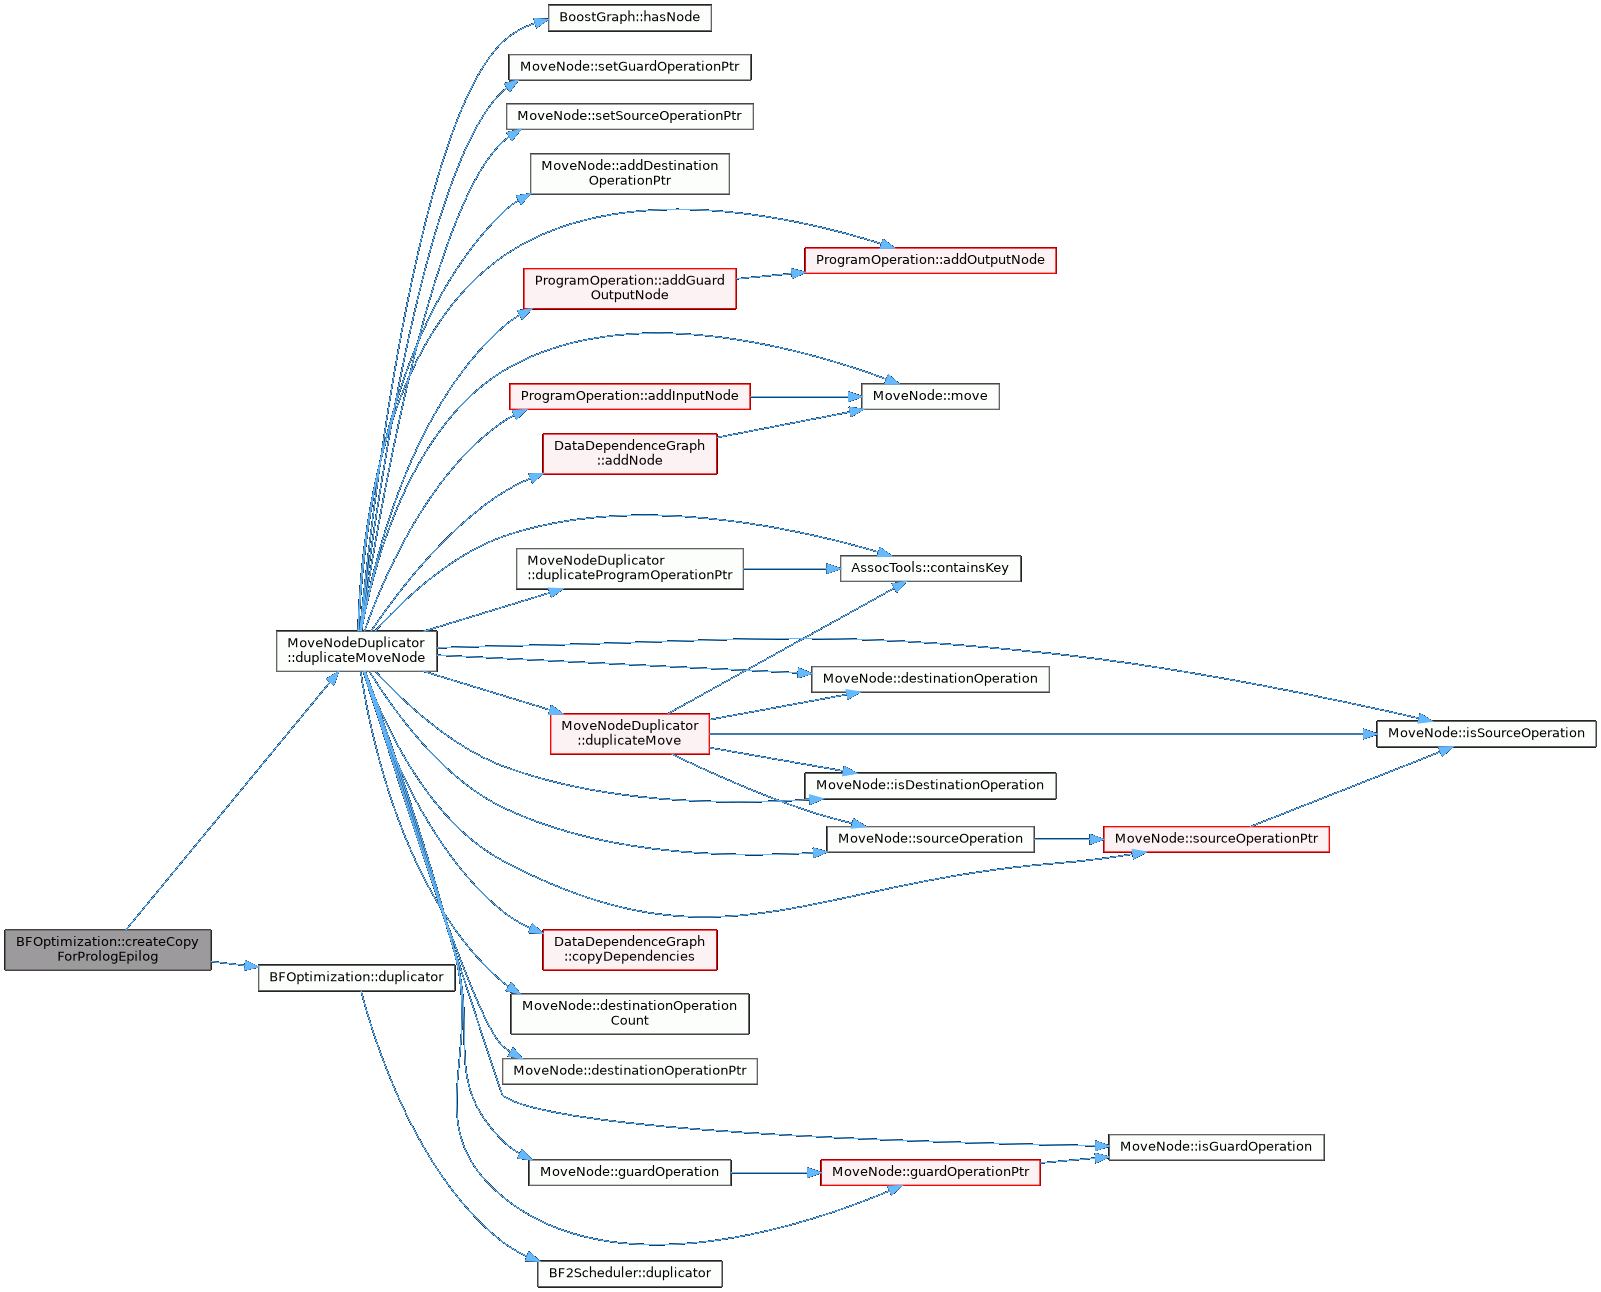 BoostGraph::hasNode
MoveNode::setGuardOperationPtr
MoveNode::setSourceOperationPtr
MoveNode::addDestination
OperationPtr
ProgramOperation::addOutputNode
ProgramOperation::addGuard
OutputNode
ProgramOperation::addInputNode
MoveNode::move
DataDependenceGraph
::addNode
MoveNodeDuplicator
::duplicateProgramOperationPtr
AssocTools::containsKey
MoveNodeDuplicator
::duplicateMoveNode
MoveNode::destinationOperation
MoveNodeDuplicator
::duplicateMove
MoveNode::isSourceOperation
MoveNode::isDestinationOperation
MoveNode::sourceOperation
MoveNode::sourceOperationPtr
BFOptimization::createCopy
ForPrologEpilog
DataDependenceGraph
::copyDependencies
BFOptimization::duplicator
MoveNode::destinationOperation
Count
MoveNode::destinationOperationPtr
MoveNode::isGuardOperation
MoveNode::guardOperation
MoveNode::guardOperationPtr
BF2Scheduler::duplicator